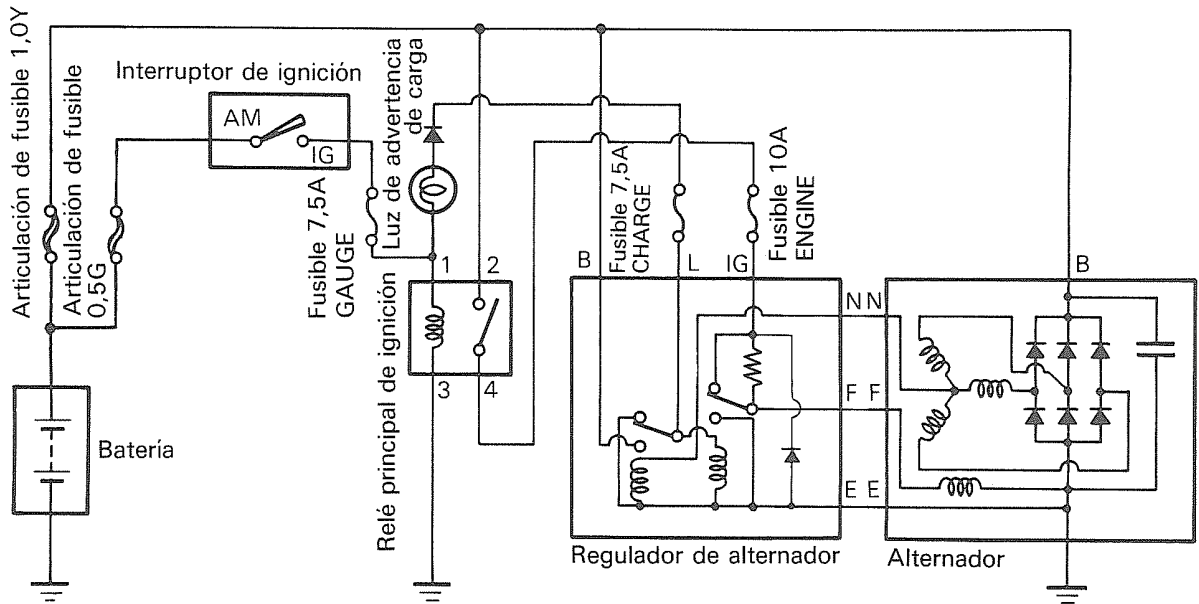 Articulación de fusible 1,0Y
Articulación de fusible
0,5G
Interruptor de ignición
AM
IG
Fusible 7,5A
GAUGE
Luz de advertencia
de carga
Fusible 7,5A
CHARGE
Fusible 10A
ENGINE
B
L
IG
B
1
2
3
4
Relé principal de ignición
N N
F F
E E
Batería
Regulador de alternador
Alternador